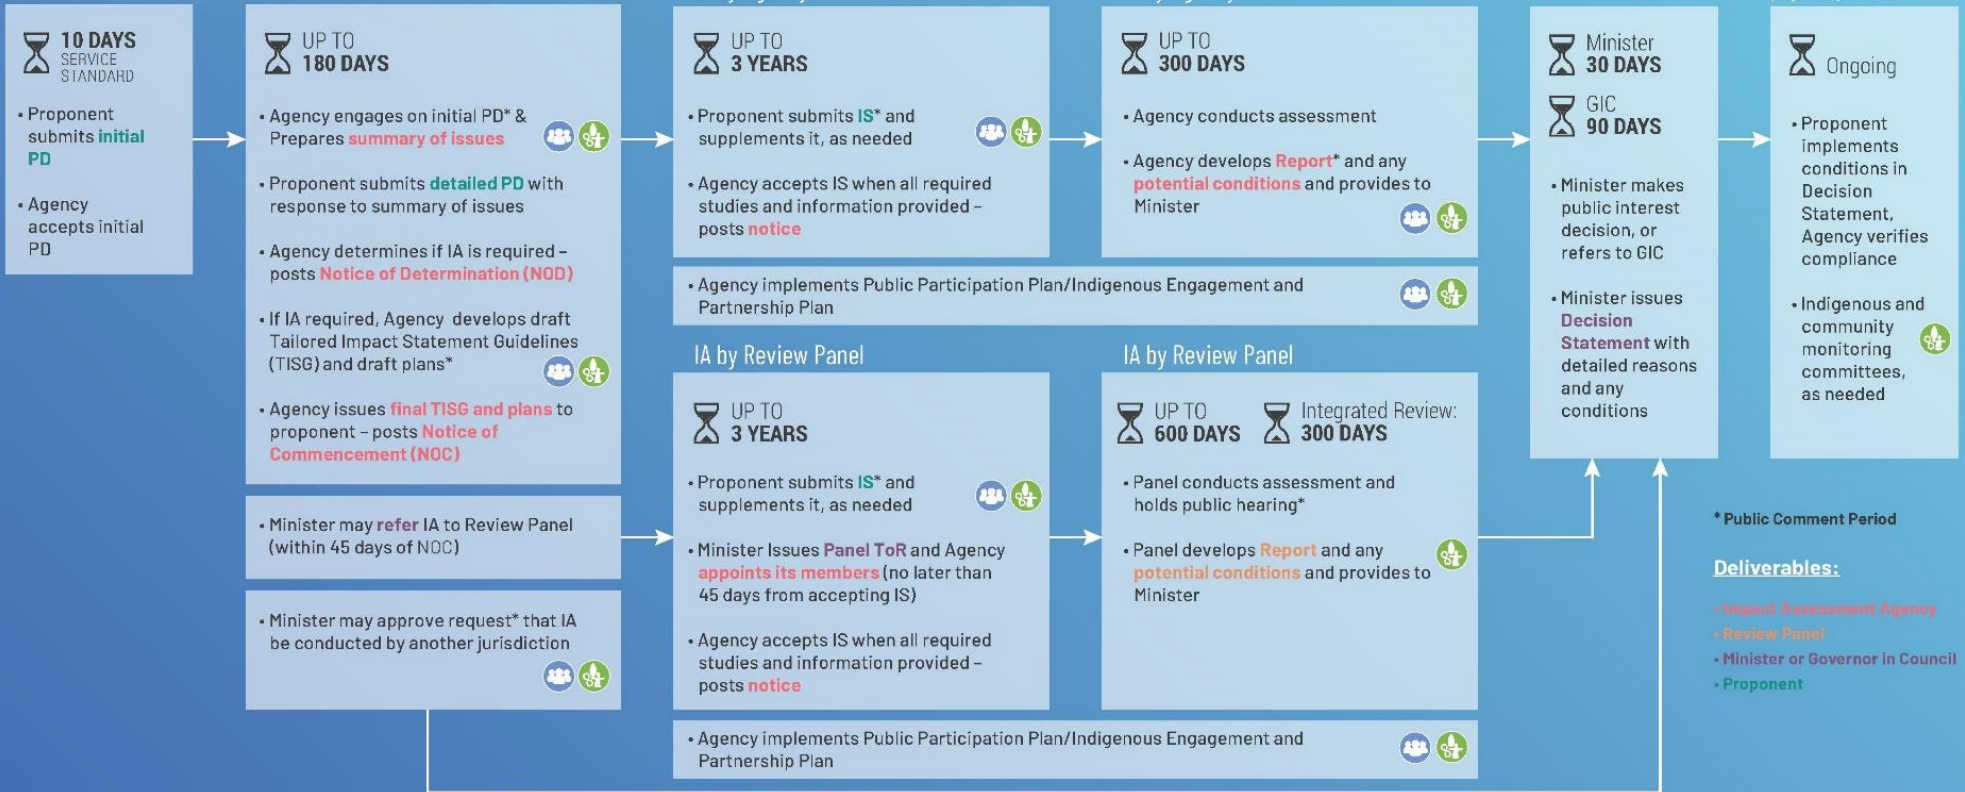 10 DAYS
SERVICE
STANDARD
• Proponent
submits initial
PD
• Agency
accepts initial
PD
UP TO
180 DAYS
• Agency engages on initial PD* &
Prepares summary of issues
• Proponent submits detailed PD with
response to summary of issues
• Agency determines if IA is required –
posts Notice of Determination (NOD)
• If IA required, Agency develops draft
Tailored Impact Statement Guidelines
(TISG) and draft plans*
• Agency issues final TISG and plans to
proponent – posts Notice of
Commencement (NOC)
• Minister may refer IA to Review Panel
(within 45 days of NOC)
• Minister may approve request* that IA
be conducted by another jurisdiction
UP TO
3 YEARS
• Proponent submits IS* and
supplements it, as needed
• Agency accepts IS when all required
studies and information provided –
posts notice
UP TO
300 DAYS
• Agency conducts assessment
• Agency develops Report* and any
potential conditions and provides to
Minister
• Agency implements Public Participation Plan/Indigenous Engagement and
Partnership Plan
IA by Review Panel
UP TO
3 YEARS
• Proponent submits IS* and
supplements it, as needed
• Minister Issues Panel ToR and Agency
appoints its members (no later than
45 days from accepting IS)
• Agency accepts IS when all required
studies and information provided –
posts notice
IA by Review Panel
UP TO
600 DAYS
Integrated Review:
300 DAYS
• Panel conducts assessment and
holds public hearing*
• Panel develops Report and any
potential conditions and provides to
Minister
• Agency implements Public Participation Plan/Indigenous Engagement and
Partnership Plan
Minister
30 DAYS
GIC
90 DAYS
• Minister makes
public interest
decision, or
refers to GIC
• Minister issues
Decision
Statement with
detailed reasons
and any
conditions
Ongoing
• Proponent
implements
conditions in
Decision
Statement,
Agency verifies
compliance
• Indigenous and
community
monitoring
committees,
as needed
* Public Comment Period
Deliverables:
• Impact Assessment Agency
• Review Panel
• Minister or Governor in Council
• Proponent